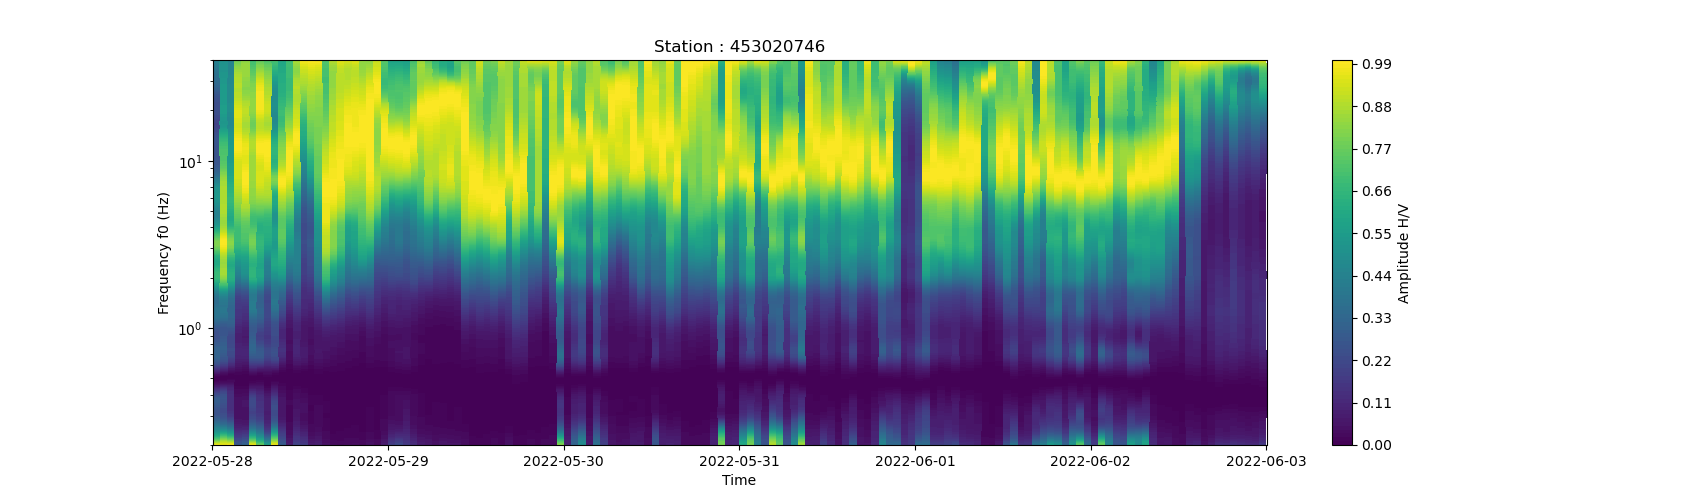 Station : 453020746
Frequency f0 (Hz)
10¹
10⁰
2022-05-28 2022-05-29 2022-05-30 2022-05-31 2022-06-01 2022-06-02 2022-06-03
Time
0.99
0.88
0.77
0.66
0.55
0.44
0.33
0.22
0.11
0.00
Amplitude H/V